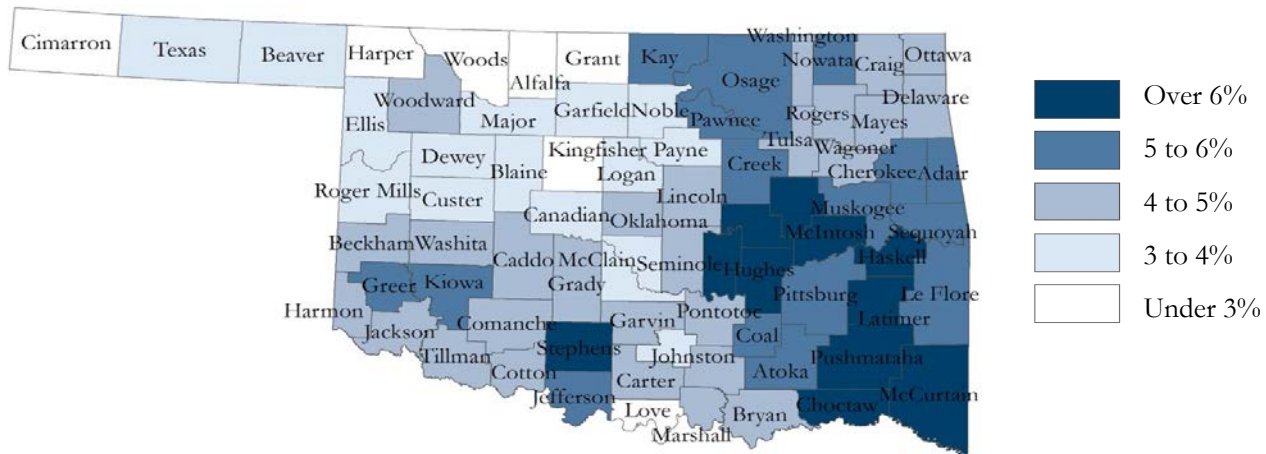 Cimarron
Texas
Beaver
Harper
Woods
Alfalfa
Grant
Kay
Washington
Osage
Nowata
Craig
Ottawa
Woodward
Ellis
Major
Garfield
Noble
Pawnee
Rogers
Mayes
Delaware
Dewey
Blaine
Kingfisher
Payne
Logan
Creek
Tulsa
Wagoner
Cherokee
Adair
Roger Mills
Custer
Canadian
Oklahoma
Lincoln
Muskogee
McIntosh
Sequoyah
Beckham
Washita
Caddo
McClain
Grady
Seminole
Hughes
Haskell
Greer
Kiowa
Pittsburg
Le Flore
Latimer
Harmon
Jackson
Comanche
Garvin
Pontotoc
Coal
Tillman
Stephens
Johnston
Atoka
Pushmataha
Cotton
Carter
Jefferson
Love
Marshall
Bryan
Choctaw
McCurtain
Over 6%
5 to 6%
4 to 5%
3 to 4%
Under 3%